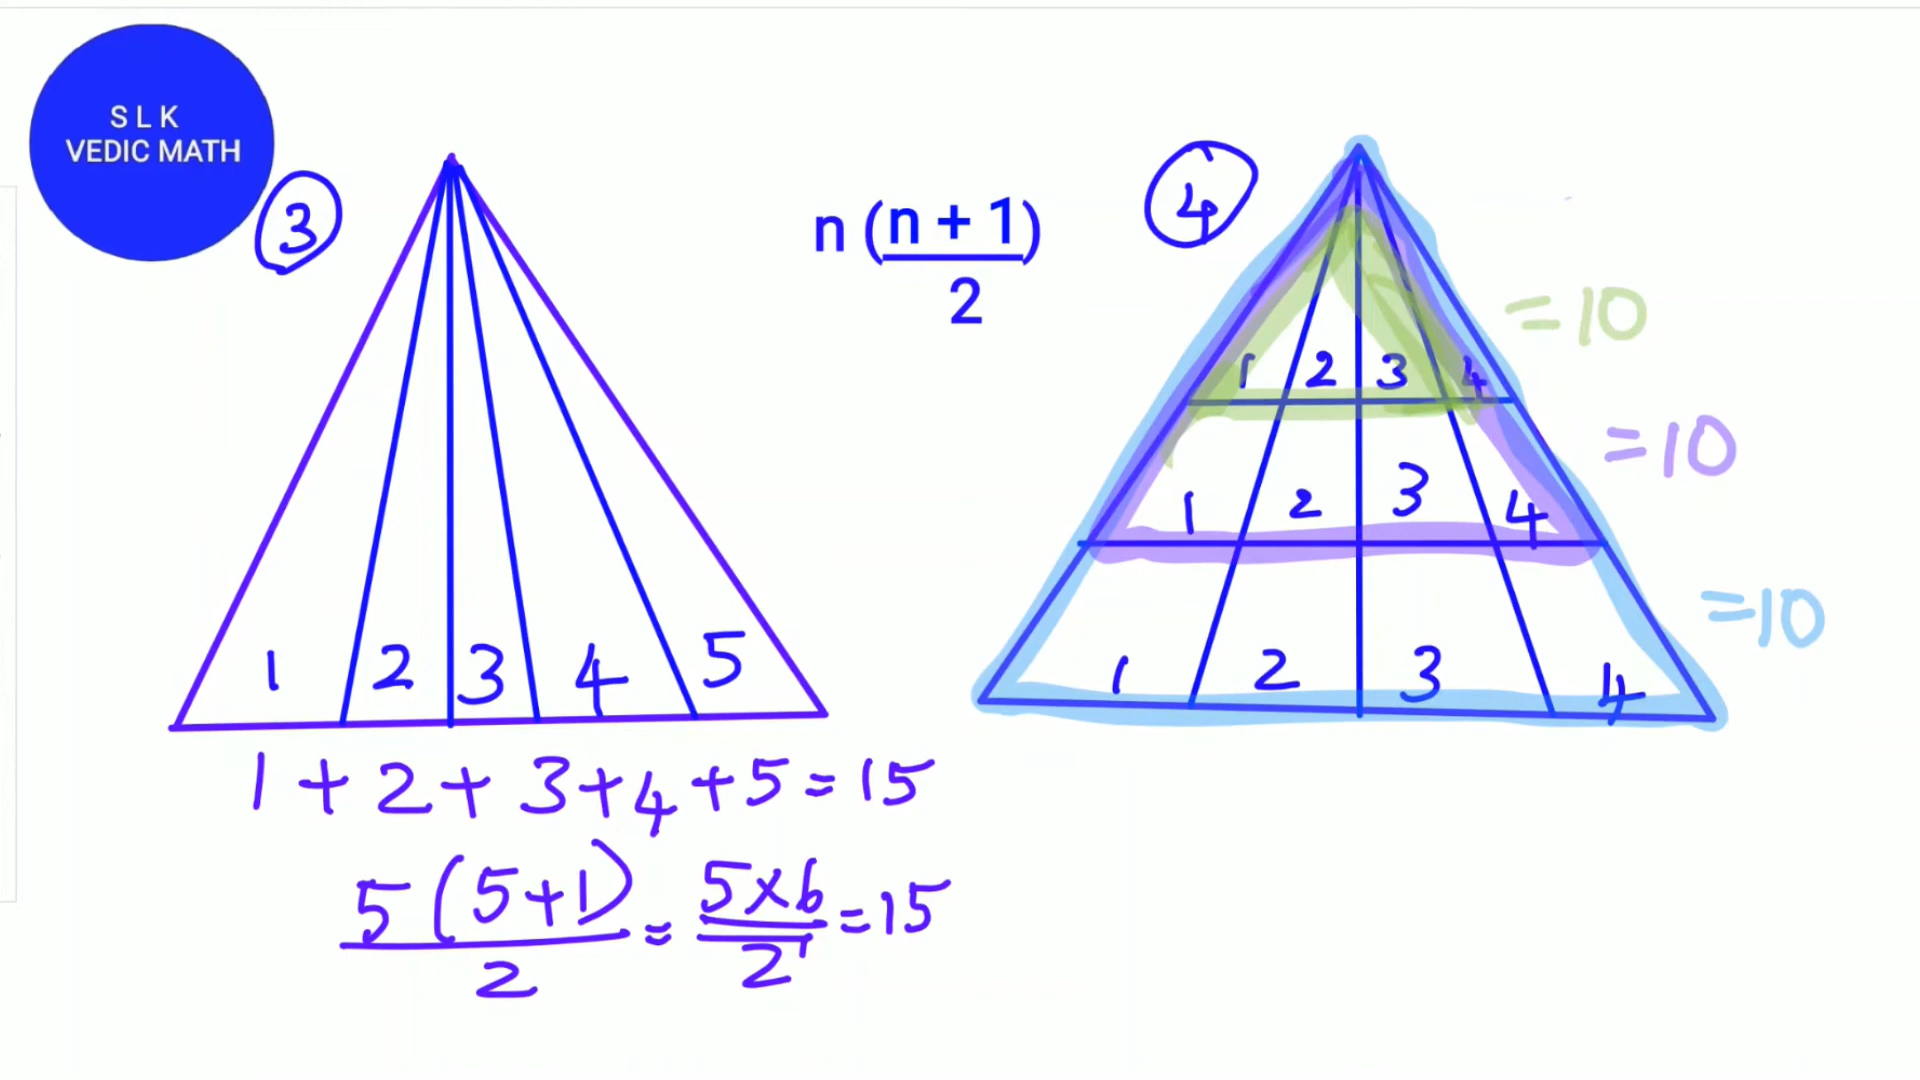 S L K
VEDIC MATH
3
1 2 3 4 5
1 + 2 + 3 + 4 + 5 = 15
5 (5+1) / 2 = 5×6 / 2 = 15
n (n + 1)
2
4
1 2 3 4
= 10
1 2 3 4
= 10
1 2 3 4
= 10